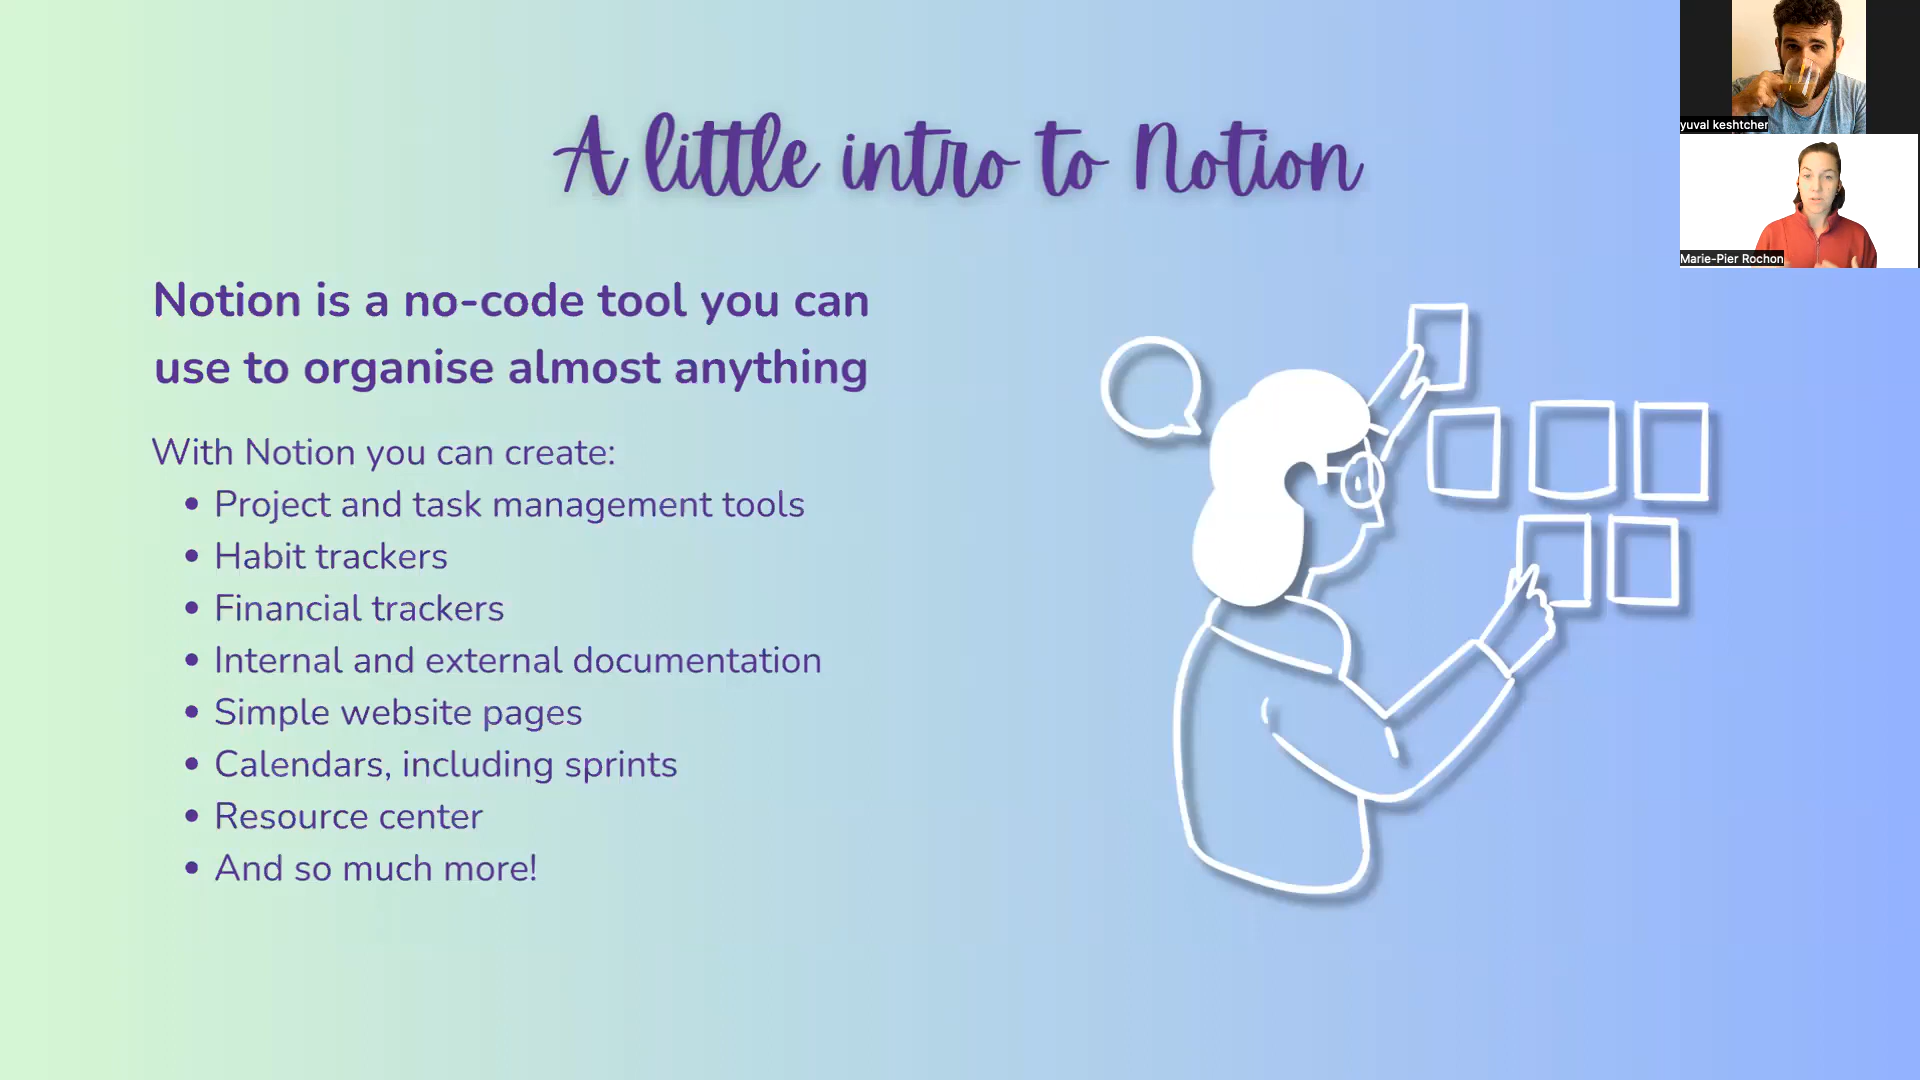 A little intro to Notion
Notion is a no-code tool you can
use to organise almost anything
With Notion you can create:
• Project and task management tools
• Habit trackers
• Financial trackers
• Internal and external documentation
• Simple website pages
• Calendars, including sprints
• Resource center
• And so much more!
yuval keshtcher
Marie-Pier Rochon